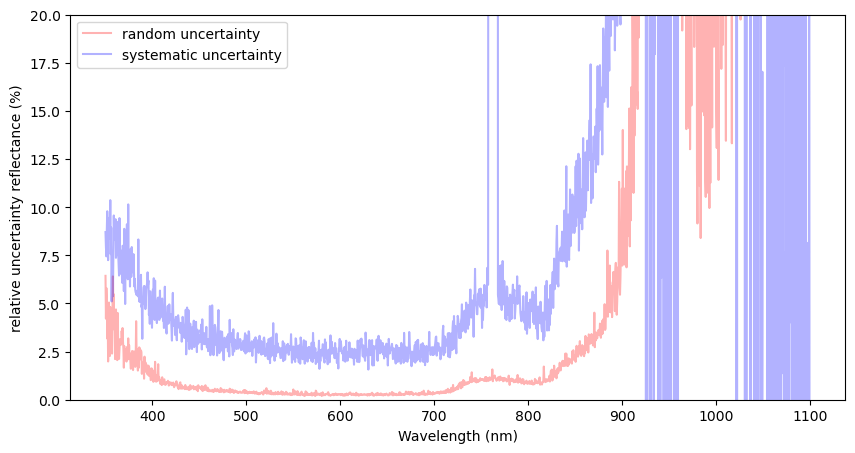 20.0
17.5
15.0
12.5
10.0
7.5
5.0
2.5
0.0
relative uncertainty reflectance (%)
random uncertainty
systematic uncertainty
400 500 600 700 800 900 1000 1100
Wavelength (nm)